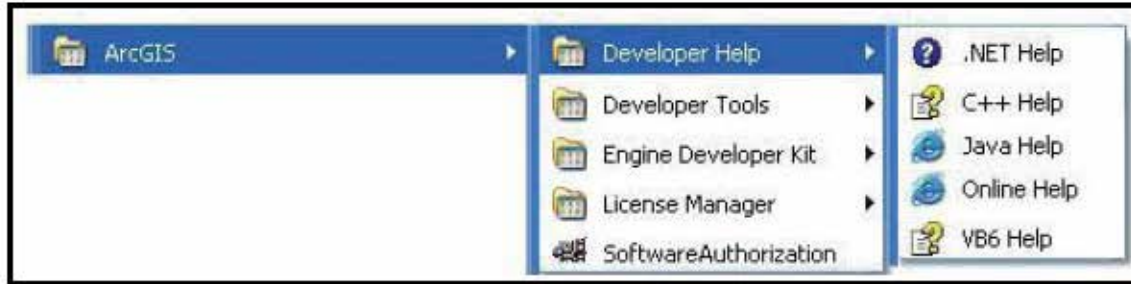 ArcGIS
Developer Help
Developer Tools
Engine Developer Kit
License Manager
SoftwareAuthorization
.NET Help
C++ Help
Java Help
Online Help
VB6 Help